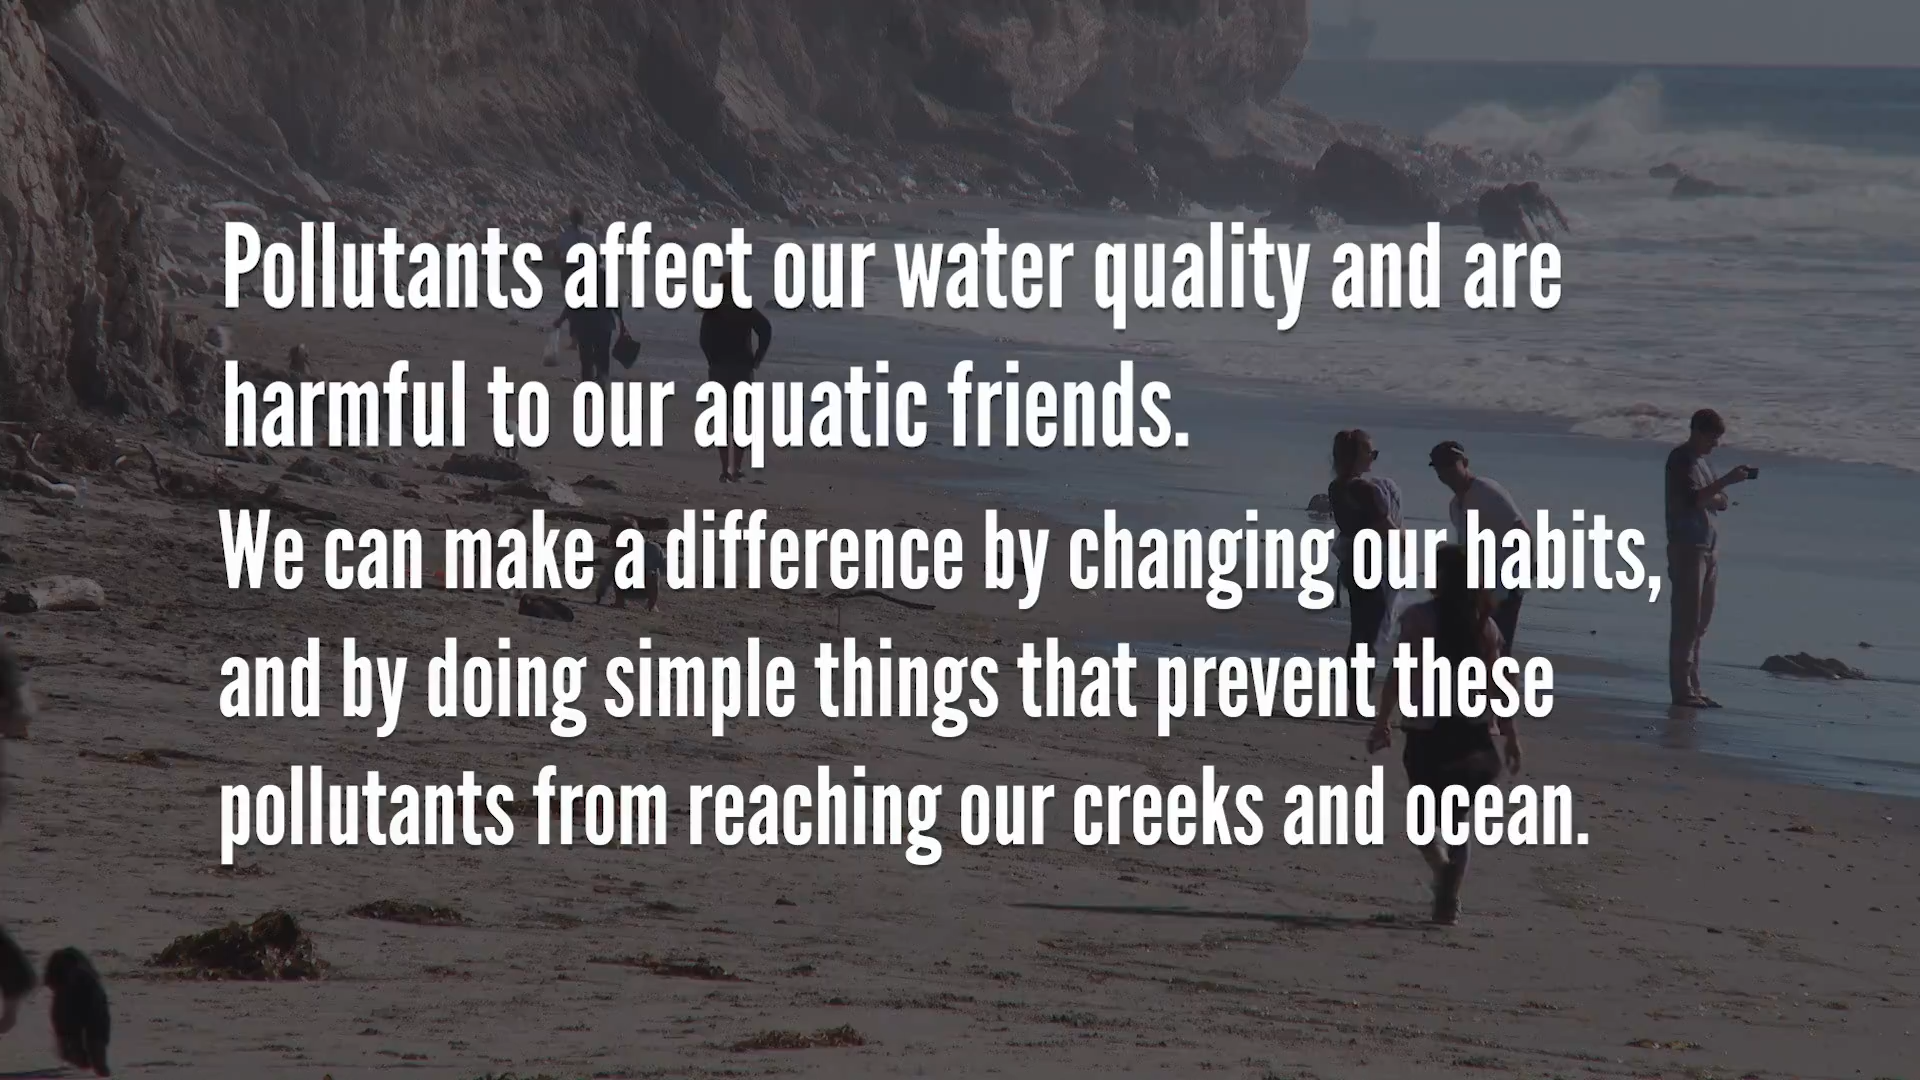 Pollutants affect our water quality and are
harmful to our aquatic friends.
We can make a difference by changing our habits,
and by doing simple things that prevent these
pollutants from reaching our creeks and ocean.